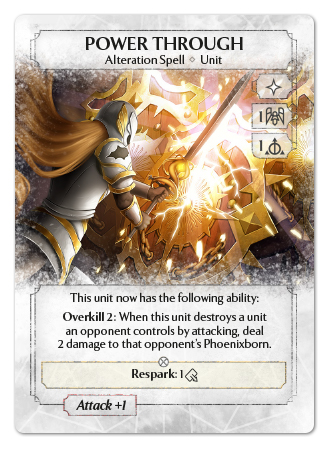 POWER THROUGH
Alteration Spell ◇ Unit
1
1
This unit now has the following ability:
Overkill 2: When this unit destroys a unit
an opponent controls by attacking, deal
2 damage to that opponent's Phoenixborn.
Respark: 1
Attack +1